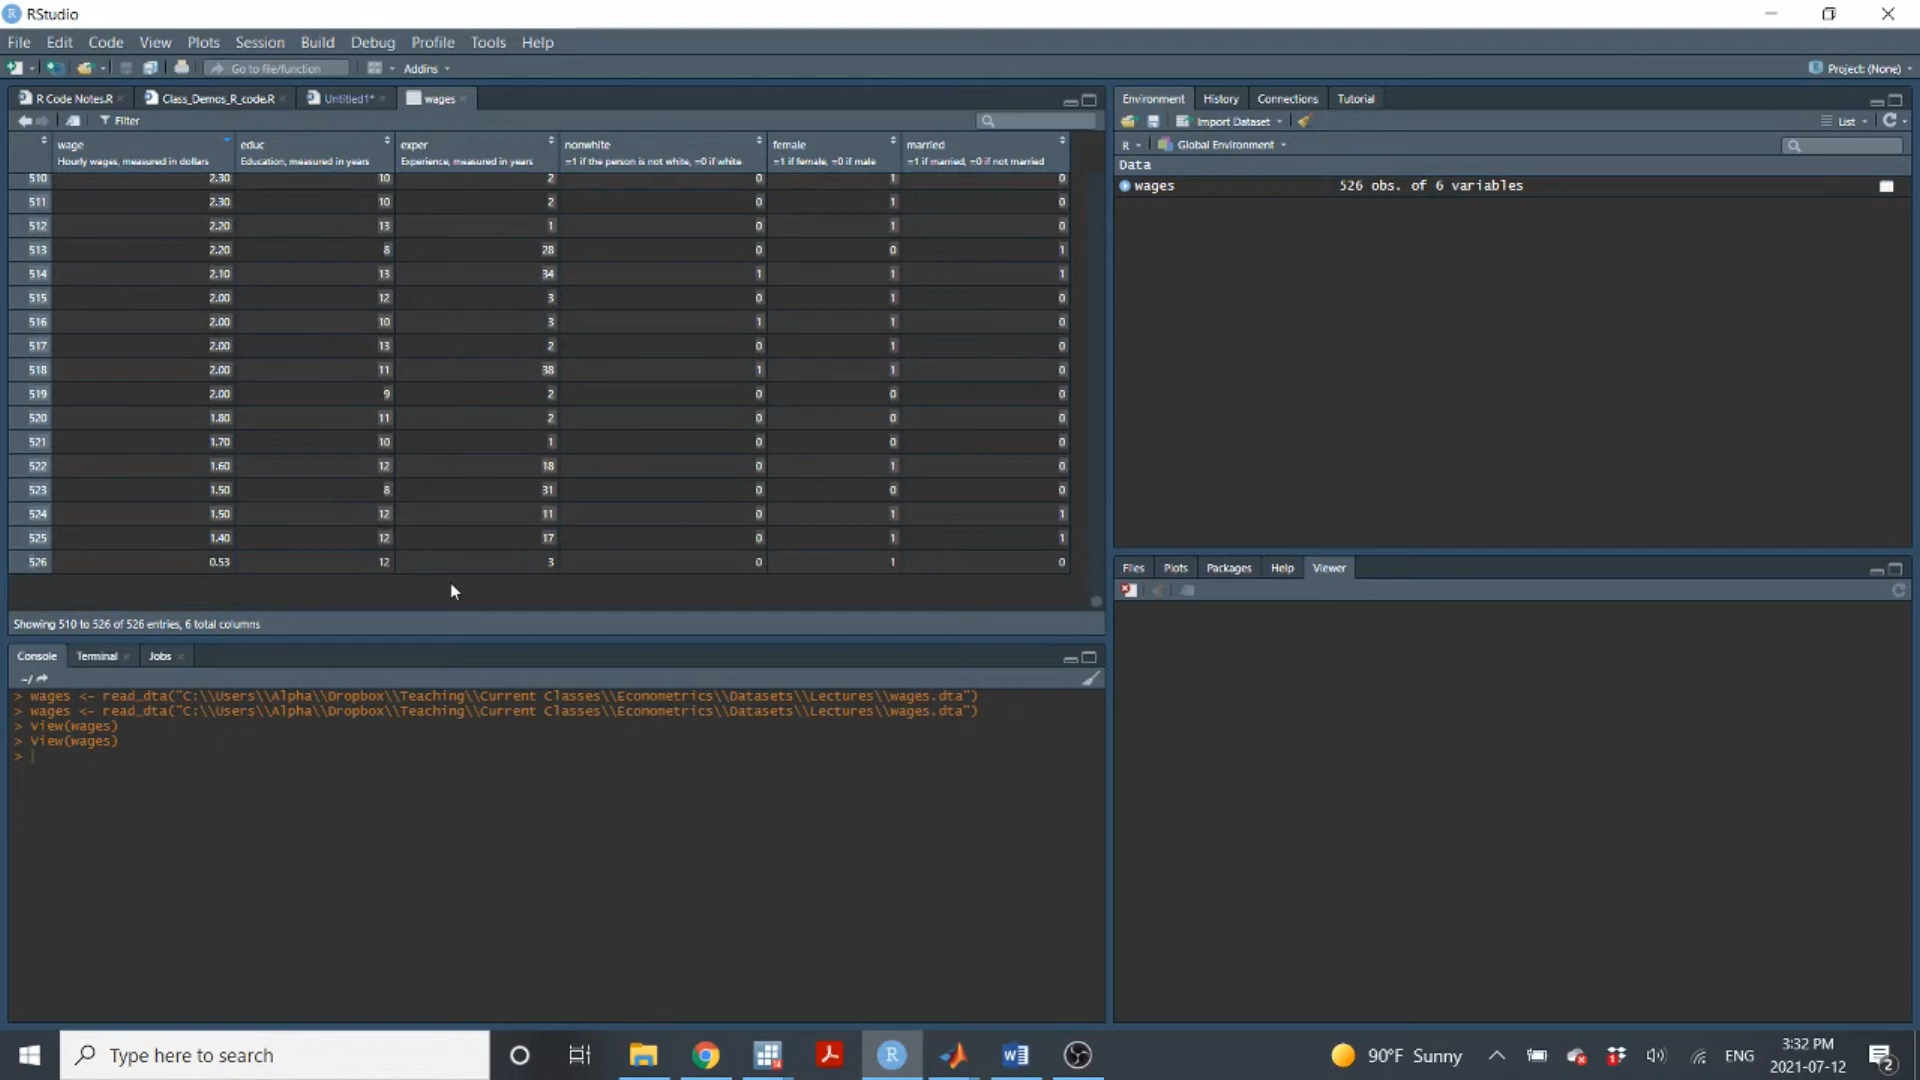 RStudio
File Edit Code View Plots Session Build Debug Profile Tools Help
Go to file/function Addins Project: (None)
R Code Notes.R Class_Demos_R_code.R Untitled1* wages
Filter
wage educ exper nonwhite female married
Hourly wages, measured in dollars Education, measured in years Experience, measured in years =1 if the person is not white, =0 if white =1 if female, =0 if male =1 if married, =0 if not married
510 2.30 10 2 0 1 0
511 2.30 10 2 0 1 0
512 2.20 13 1 0 1 0
513 2.20 8 28 0 0 1
514 2.10 13 34 1 1 1
515 2.00 12 3 0 1 0
516 2.00 10 3 1 1 0
517 2.00 13 2 0 1 0
518 2.00 11 38 1 1 0
519 2.00 9 2 0 0 0
520 1.80 11 2 0 0 0
521 1.70 10 1 0 0 0
522 1.60 12 18 0 1 0
523 1.50 8 31 0 0 0
524 1.50 12 11 0 1 1
525 1.40 12 17 0 1 1
526 0.53 12 3 0 1 0
Showing 510 to 526 of 526 entries, 6 total columns
Console Terminal Jobs
~/
> wages <- read_dta("C:\\Users\\Alpha\\Dropbox\\Teaching\\Current Classes\\Econometrics\\Datasets\\Lectures\\wages.dta")
> wages <- read_dta("C:\\Users\\Alpha\\Dropbox\\Teaching\\Current Classes\\Econometrics\\Datasets\\Lectures\\wages.dta")
> View(wages)
> View(wages)
>
Environment History Connections Tutorial
Import Dataset List
R Global Environment
Data
wages 526 obs. of 6 variables
Files Plots Packages Help Viewer
Type here to search
90°F Sunny ENG
3:32 PM
2021-07-12
2